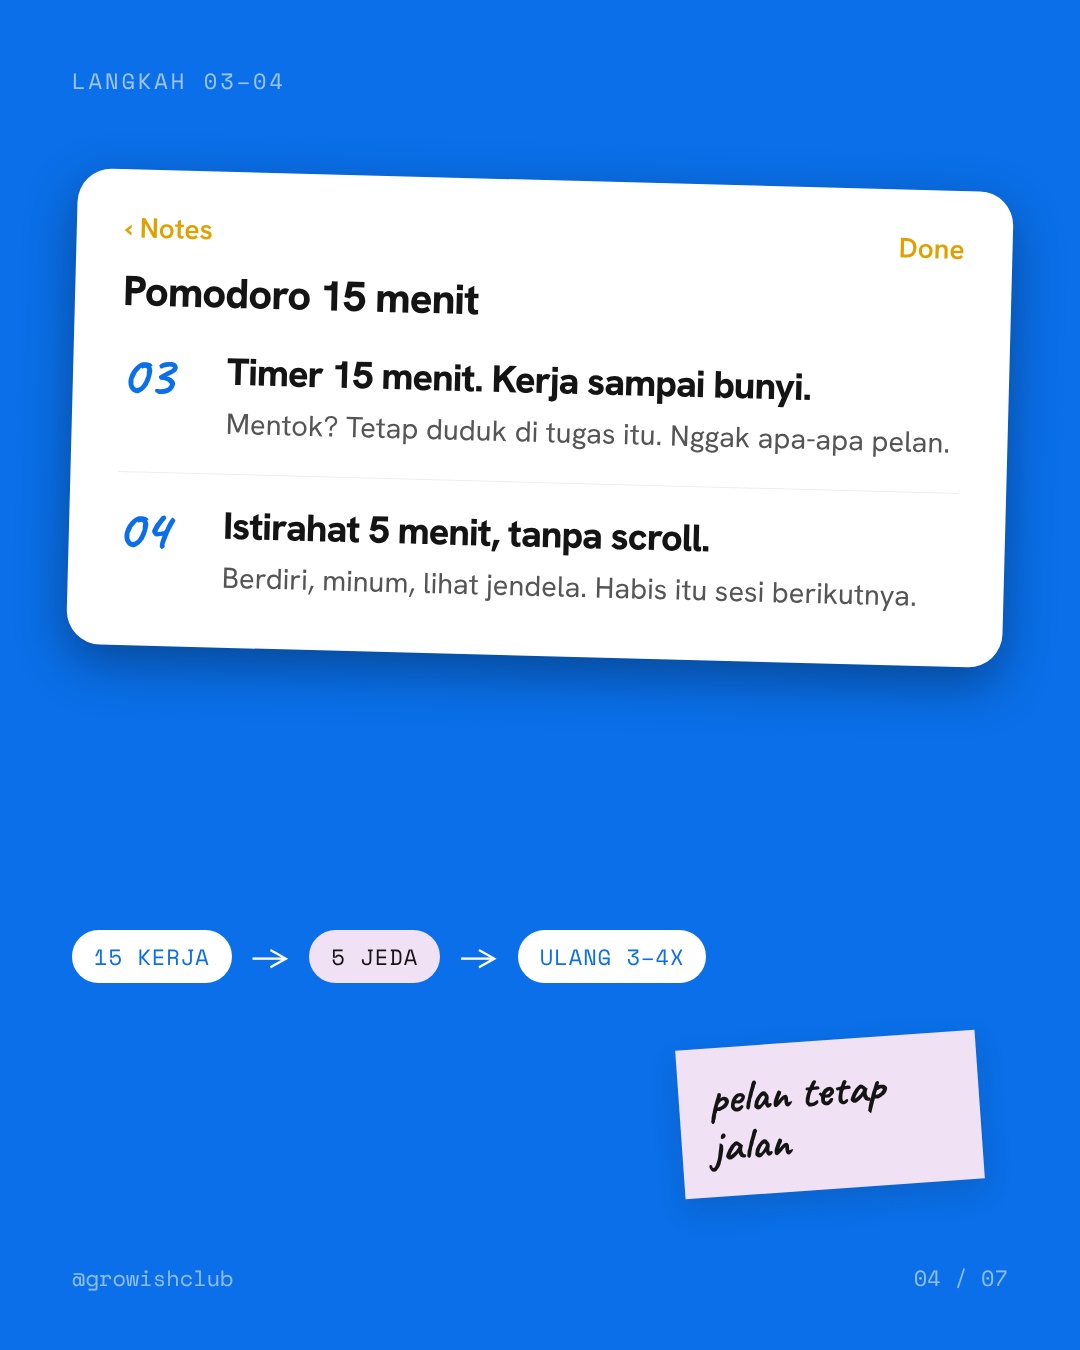 LANGKAH 03–04
‹ Notes
Done
Pomodoro 15 menit
03
Timer 15 menit. Kerja sampai bunyi.
Mentok? Tetap duduk di tugas itu. Nggak apa-apa pelan.
04
Istirahat 5 menit, tanpa scroll.
Berdiri, minum, lihat jendela. Habis itu sesi berikutnya.
15 KERJA → 5 JEDA → ULANG 3–4X
pelan tetap
jalan
@growishclub
04 / 07